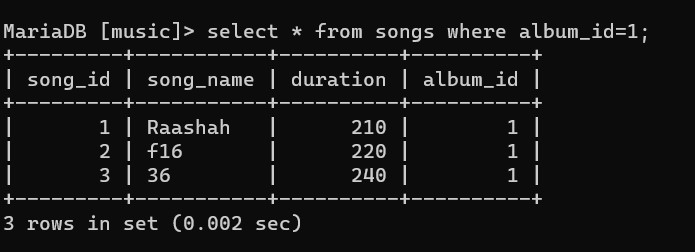 MariaDB [music]> select * from songs where album_id=1;
+---------+-----------+----------+----------+
| song_id | song_name | duration | album_id |
+---------+-----------+----------+----------+
|       1 | Raashah   |      210 |        1 |
|       2 | f16       |      220 |        1 |
|       3 | 36        |      240 |        1 |
+---------+-----------+----------+----------+
3 rows in set (0.002 sec)